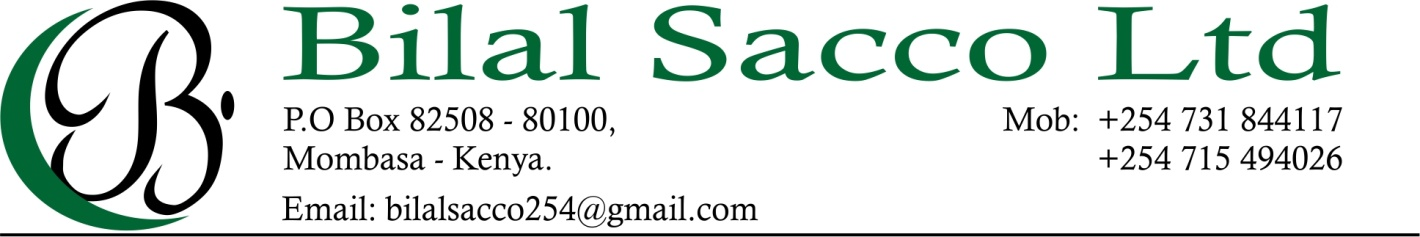 B
Bilal Sacco Ltd
P.O Box 82508 - 80100,
Mombasa - Kenya.
Email: bilalsacco254@gmail.com
Mob: +254 731 844117
+254 715 494026